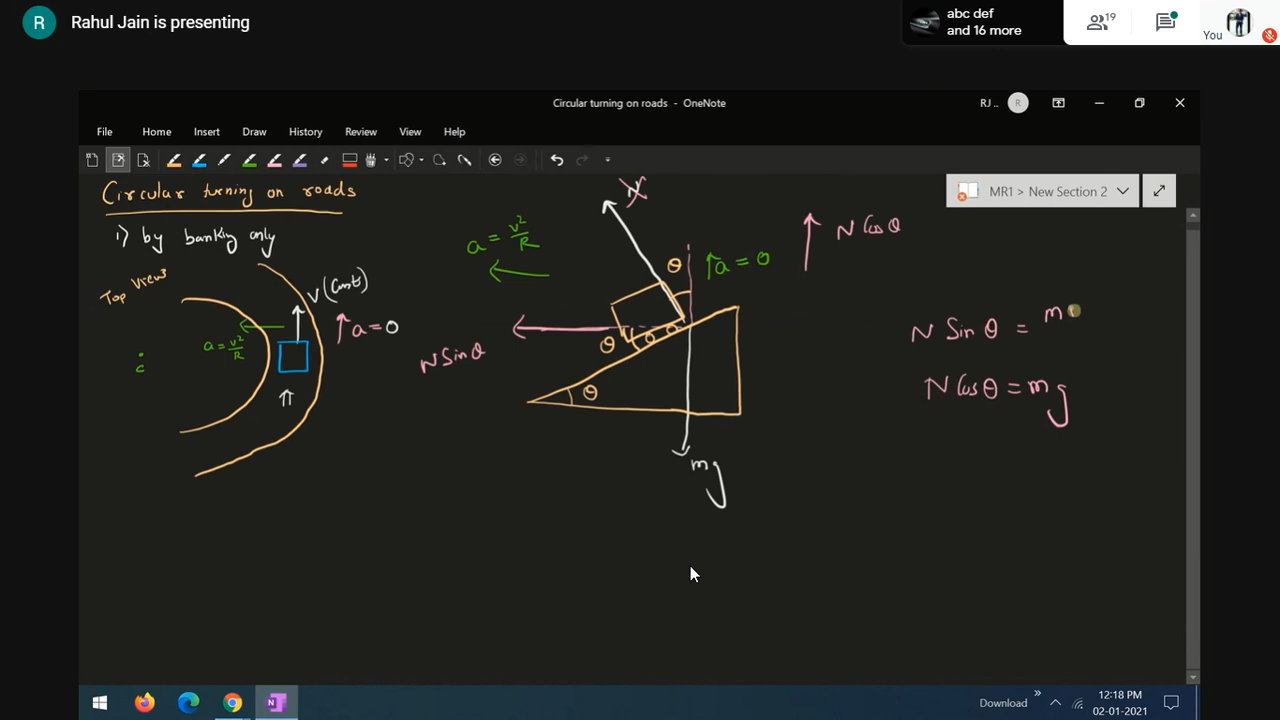 R
Rahul Jain is presenting
abc def
and 16 more
19
You
Circular turning on roads - OneNote
RJ ..
R
File Home Insert Draw History Review View Help
MR1 > New Section 2
Circular turning on roads
i) by banking only
Top View
V (Const)
a = 0
a = v²/R
c
a = v²/R
N
θ
a = 0
N Cos θ
N Sin θ
θ
θ
mg
N Sin θ = m
N Cos θ = mg
N
Download
12:18 PM
02-01-2021